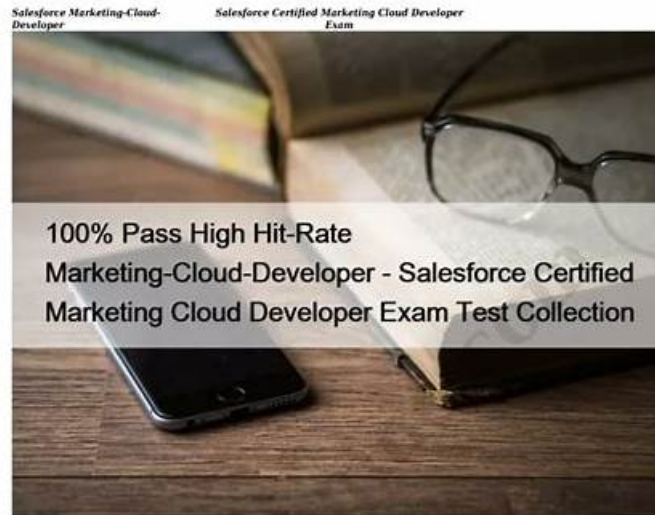 Salesforce Marketing-Cloud-
Developer
Salesforce Certified Marketing Cloud Developer
Exam
100% Pass High Hit-Rate
Marketing-Cloud-Developer - Salesforce Certified
Marketing Cloud Developer Exam Test Collection